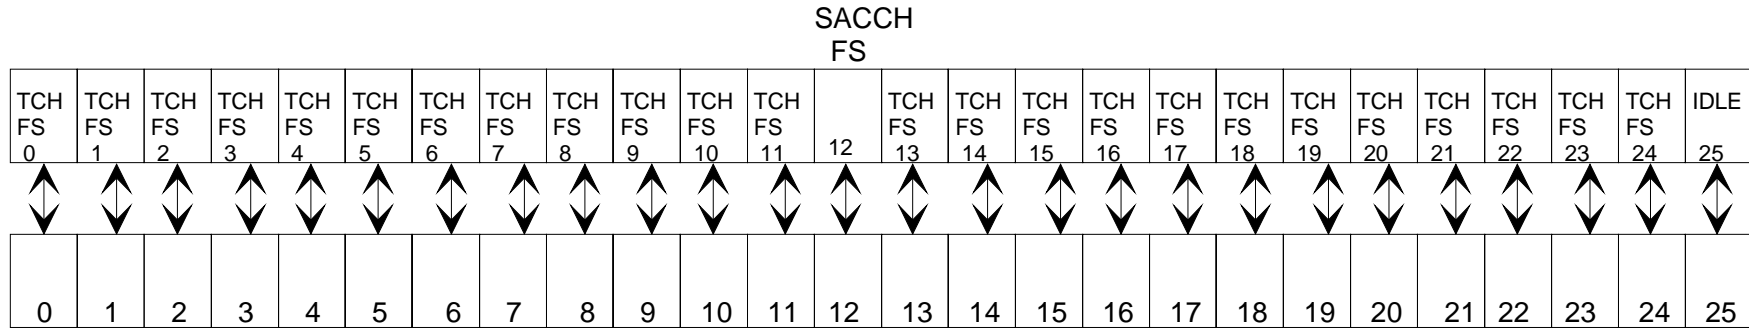 SACCH
FS
TCH TCH TCH TCH TCH TCH TCH TCH TCH TCH TCH TCH TCH TCH TCH TCH TCH TCH TCH TCH TCH TCH TCH TCH IDLE
FS FS FS FS FS FS FS FS FS FS FS FS FS FS FS FS FS FS FS FS FS FS FS FS
0 1 2 3 4 5 6 7 8 9 10 11 12 13 14 15 16 17 18 19 20 21 22 23 24 25
0 1 2 3 4 5 6 7 8 9 10 11 12 13 14 15 16 17 18 19 20 21 22 23 24 25